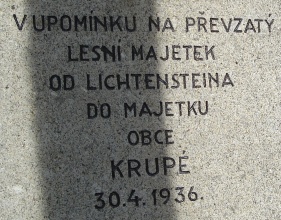 V UPOMÍNKU NA PŘEVZATÝ
LESNÍ MAJETEK
OD LICHTENSTEINA
DO MAJETKU
OBCE
KRUPÉ
30.4.1936.